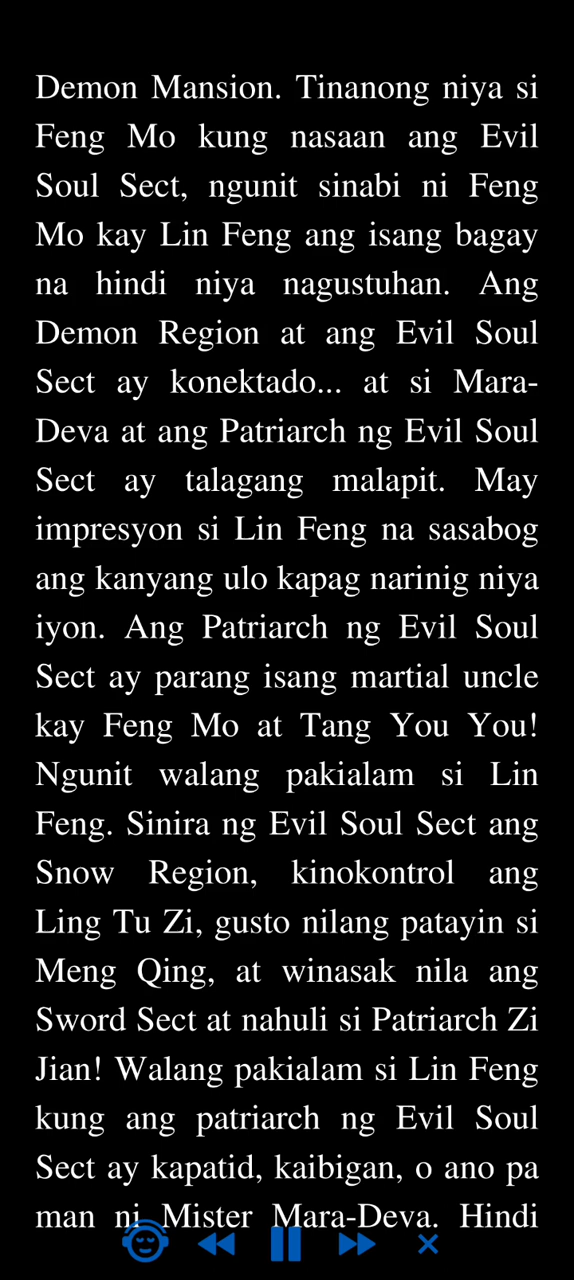 Demon Mansion. Tinanong niya si
Feng Mo kung nasaan ang Evil
Soul Sect, ngunit sinabi ni Feng
Mo kay Lin Feng ang isang bagay
na hindi niya nagustuhan. Ang
Demon Region at ang Evil Soul
Sect ay konektado... at si Mara-
Deva at ang Patriarch ng Evil Soul
Sect ay talagang malapit. May
impresyon si Lin Feng na sasabog
ang kanyang ulo kapag narinig niya
iyon. Ang Patriarch ng Evil Soul
Sect ay parang isang martial uncle
kay Feng Mo at Tang You You!
Ngunit walang pakialam si Lin
Feng. Sinira ng Evil Soul Sect ang
Snow Region, kinokontrol ang
Ling Tu Zi, gusto nilang patayin si
Meng Qing, at winasak nila ang
Sword Sect at nahuli si Patriarch Zi
Jian! Walang pakialam si Lin Feng
kung ang patriarch ng Evil Soul
Sect ay kapatid, kaibigan, o ano pa
man ni Mister Mara-Deva. Hindi